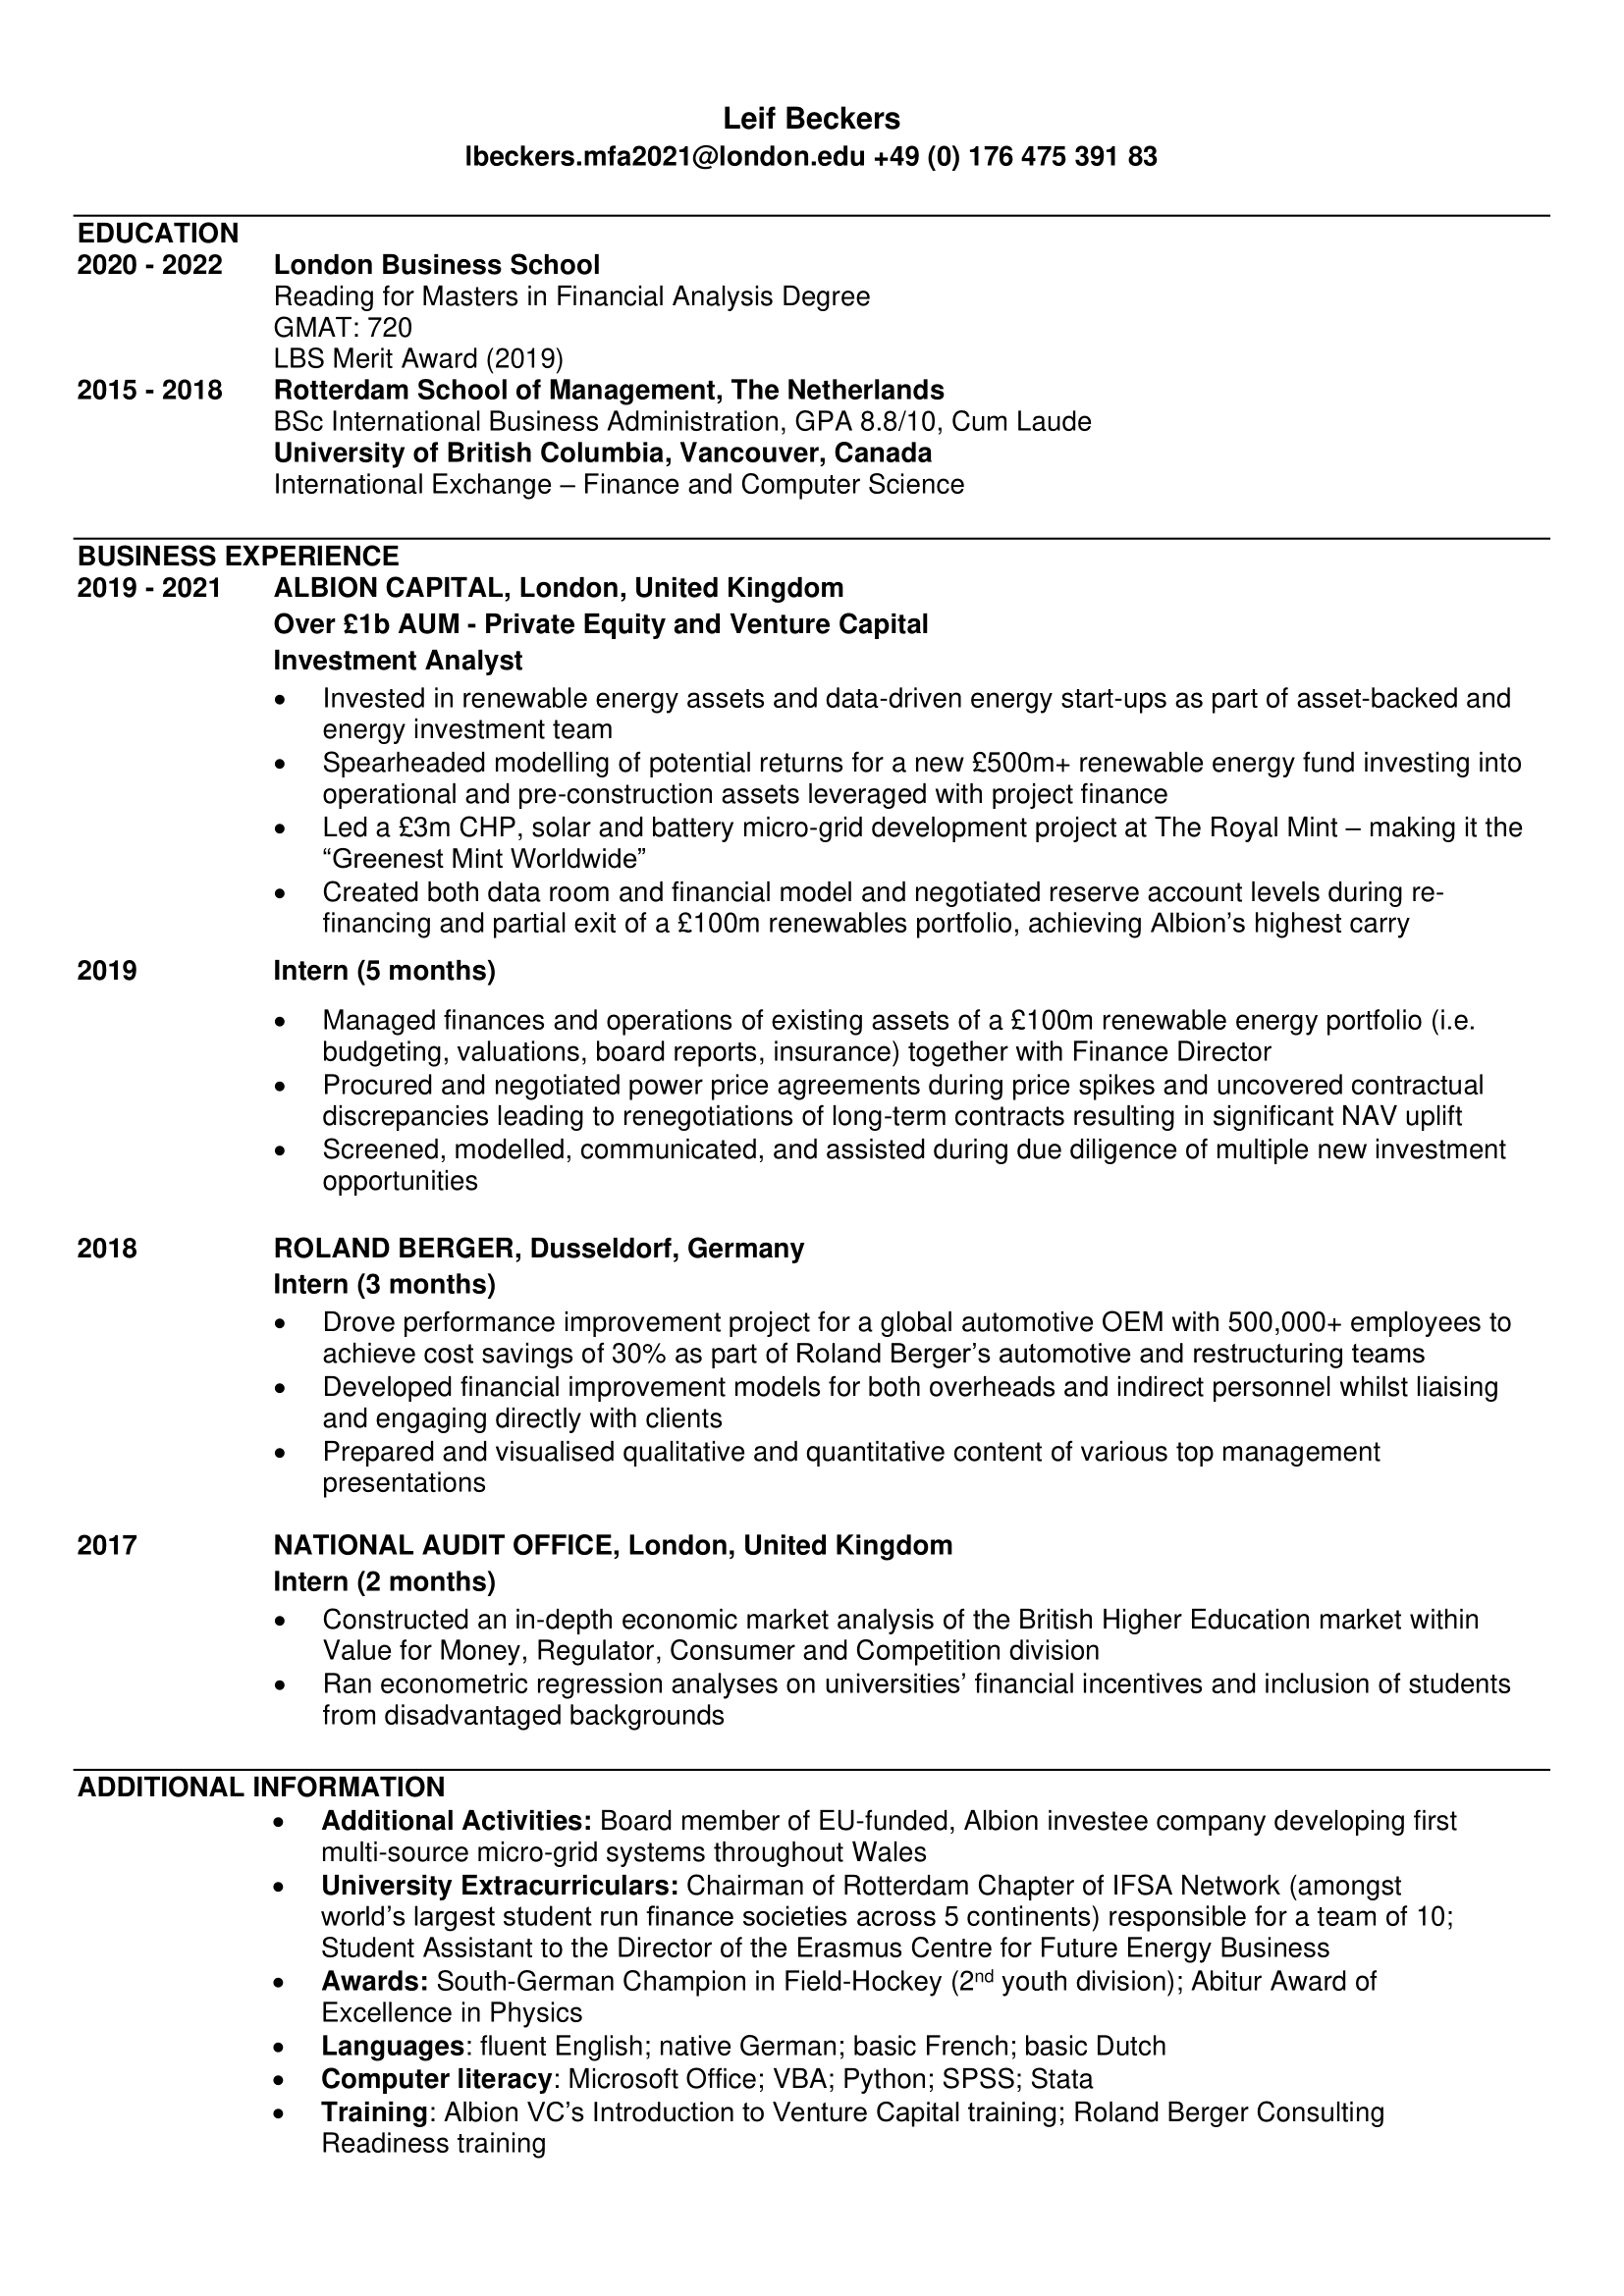 Leif Beckers
lbeckers.mfa2021@london.edu +49 (0) 176 475 391 83
EDUCATION
2020 - 2022 London Business School
Reading for Masters in Financial Analysis Degree
GMAT: 720
LBS Merit Award (2019)
2015 - 2018 Rotterdam School of Management, The Netherlands
BSc International Business Administration, GPA 8.8/10, Cum Laude
University of British Columbia, Vancouver, Canada
International Exchange – Finance and Computer Science
BUSINESS EXPERIENCE
2019 - 2021 ALBION CAPITAL, London, United Kingdom
Over £1b AUM - Private Equity and Venture Capital
Investment Analyst
• Invested in renewable energy assets and data-driven energy start-ups as part of asset-backed and
energy investment team
• Spearheaded modelling of potential returns for a new £500m+ renewable energy fund investing into
operational and pre-construction assets leveraged with project finance
• Led a £3m CHP, solar and battery micro-grid development project at The Royal Mint – making it the
“Greenest Mint Worldwide”
• Created both data room and financial model and negotiated reserve account levels during re-
financing and partial exit of a £100m renewables portfolio, achieving Albion’s highest carry
2019 Intern (5 months)
• Managed finances and operations of existing assets of a £100m renewable energy portfolio (i.e.
budgeting, valuations, board reports, insurance) together with Finance Director
• Procured and negotiated power price agreements during price spikes and uncovered contractual
discrepancies leading to renegotiations of long-term contracts resulting in significant NAV uplift
• Screened, modelled, communicated, and assisted during due diligence of multiple new investment
opportunities
2018 ROLAND BERGER, Dusseldorf, Germany
Intern (3 months)
• Drove performance improvement project for a global automotive OEM with 500,000+ employees to
achieve cost savings of 30% as part of Roland Berger’s automotive and restructuring teams
• Developed financial improvement models for both overheads and indirect personnel whilst liaising
and engaging directly with clients
• Prepared and visualised qualitative and quantitative content of various top management
presentations
2017 NATIONAL AUDIT OFFICE, London, United Kingdom
Intern (2 months)
• Constructed an in-depth economic market analysis of the British Higher Education market within
Value for Money, Regulator, Consumer and Competition division
• Ran econometric regression analyses on universities’ financial incentives and inclusion of students
from disadvantaged backgrounds
ADDITIONAL INFORMATION
• Additional Activities: Board member of EU-funded, Albion investee company developing first
multi-source micro-grid systems throughout Wales
• University Extracurriculars: Chairman of Rotterdam Chapter of IFSA Network (amongst
world’s largest student run finance societies across 5 continents) responsible for a team of 10;
Student Assistant to the Director of the Erasmus Centre for Future Energy Business
• Awards: South-German Champion in Field-Hockey (2nd youth division); Abitur Award of
Excellence in Physics
• Languages: fluent English; native German; basic French; basic Dutch
• Computer literacy: Microsoft Office; VBA; Python; SPSS; Stata
• Training: Albion VC’s Introduction to Venture Capital training; Roland Berger Consulting
Readiness training